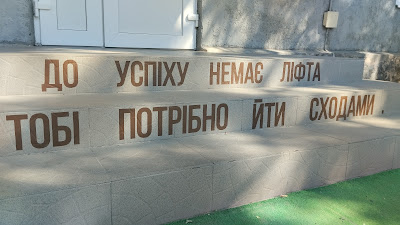 ДО УСПІХУ НЕМАЄ ЛІФТА
ТОБІ ПОТРІБНО ЙТИ СХОДАМИ